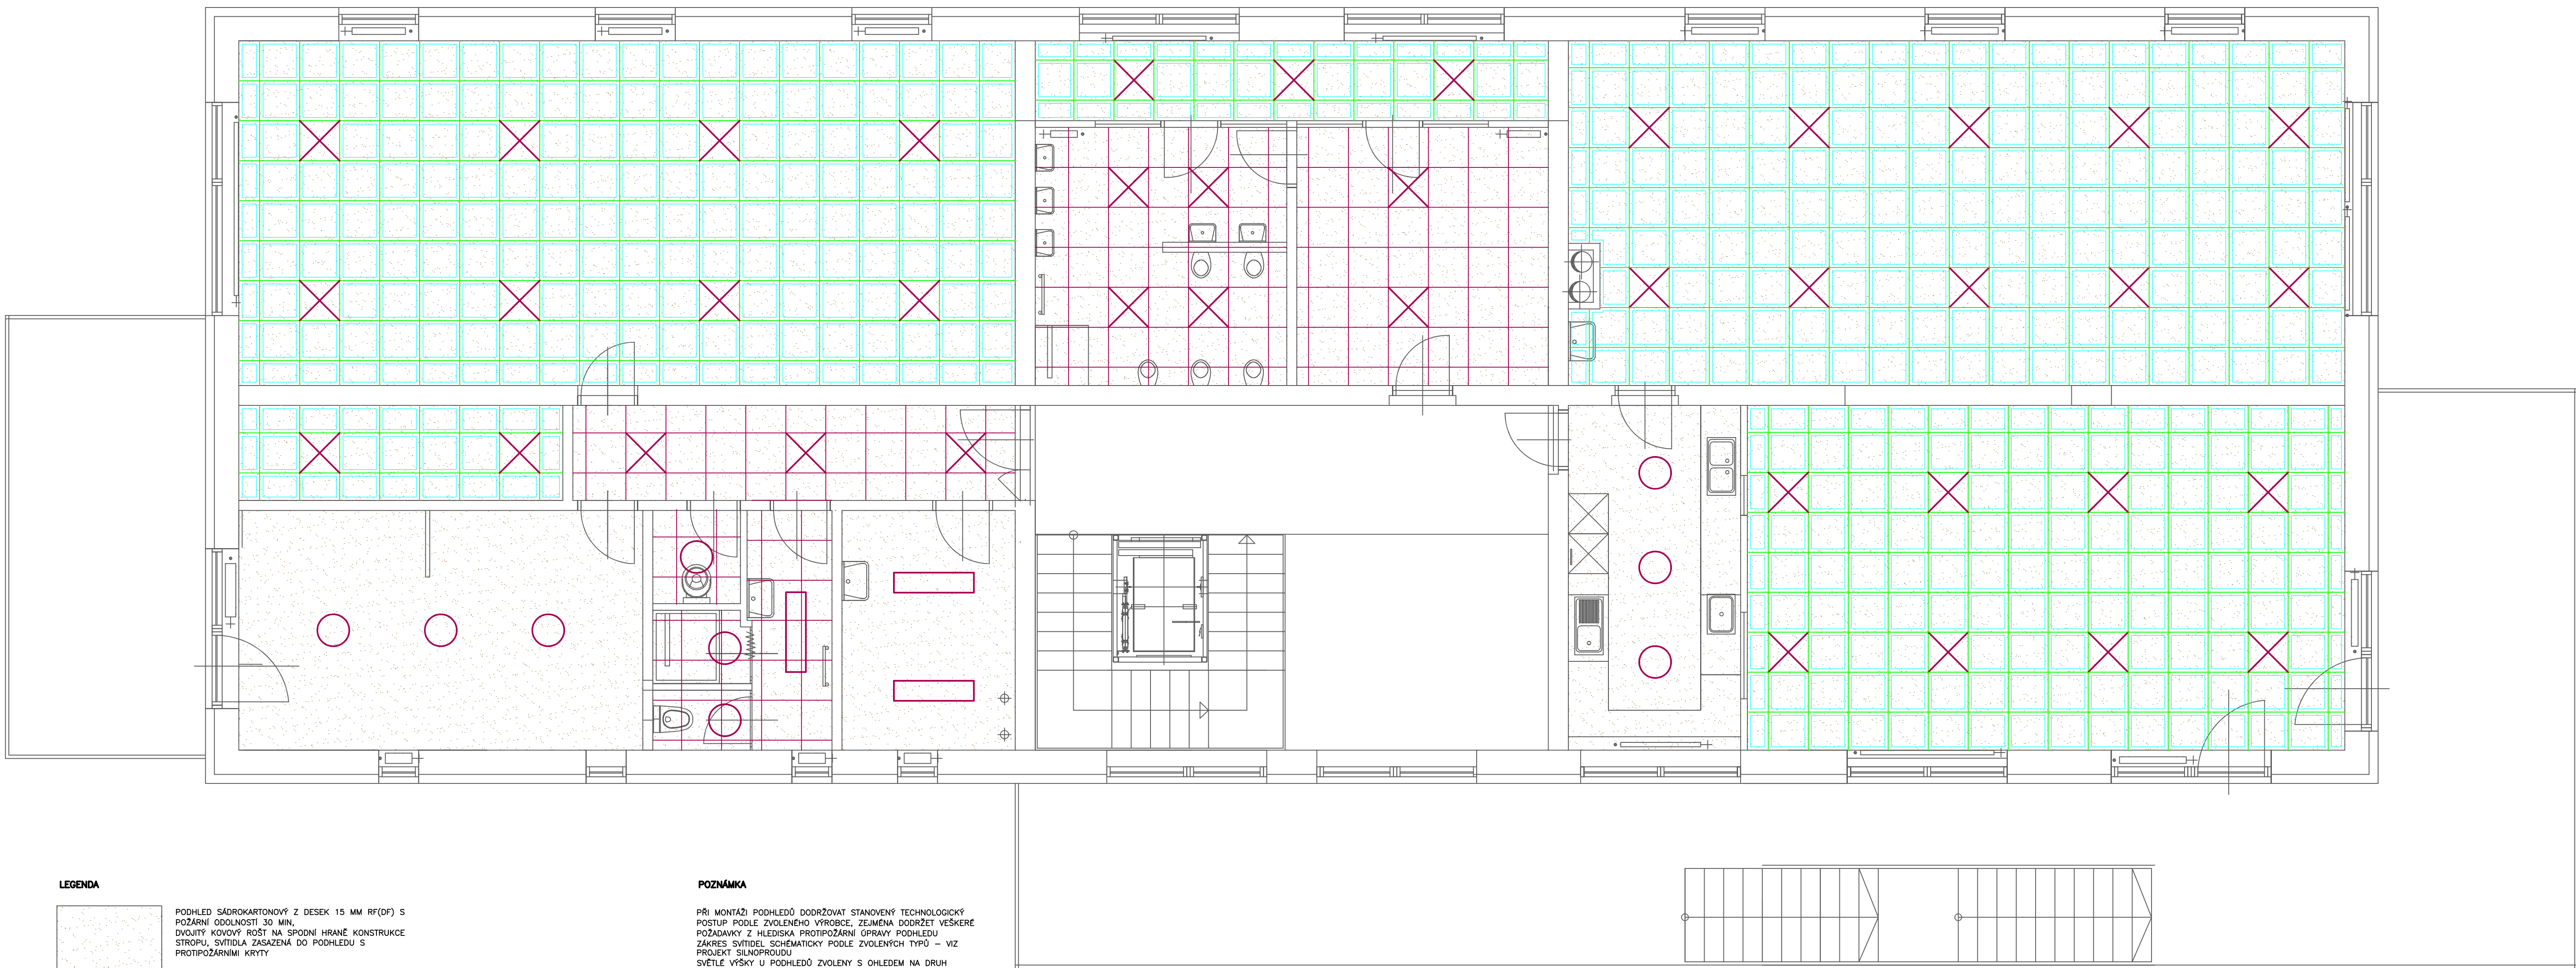 LEGENDA
PODHLED SÁDROKARTONOVÝ Z DESEK 15 MM RF(DF) S
POŽÁRNÍ ODOLNOSTÍ 30 MIN,
DVOJITÝ KOVOVÝ ROŠT NA SPODNÍ HRANĚ KONSTRUKCE
STROPU, SVÍTIDLA ZASAZENÁ DO PODHLEDU S
PROTIPOŽÁRNÍMI KRYTY
POZNÁMKA
PŘI MONTÁŽI PODHLEDŮ DODRŽOVAT STANOVENÝ TECHNOLOGICKÝ
POSTUP PODLE ZVOLENÉHO VÝROBCE, ZEJMÉNA DODRŽET VEŠKERÉ
POŽADAVKY Z HLEDISKA PROTIPOŽÁRNÍ ÚPRAVY PODHLEDU
ZÁKRES SVÍTIDEL SCHÉMATICKY PODLE ZVOLENÝCH TYPŮ – VIZ
PROJEKT SILNOPROUDU
SVĚTLÉ VÝŠKY U PODHLEDŮ ZVOLENY S OHLEDEM NA DRUH